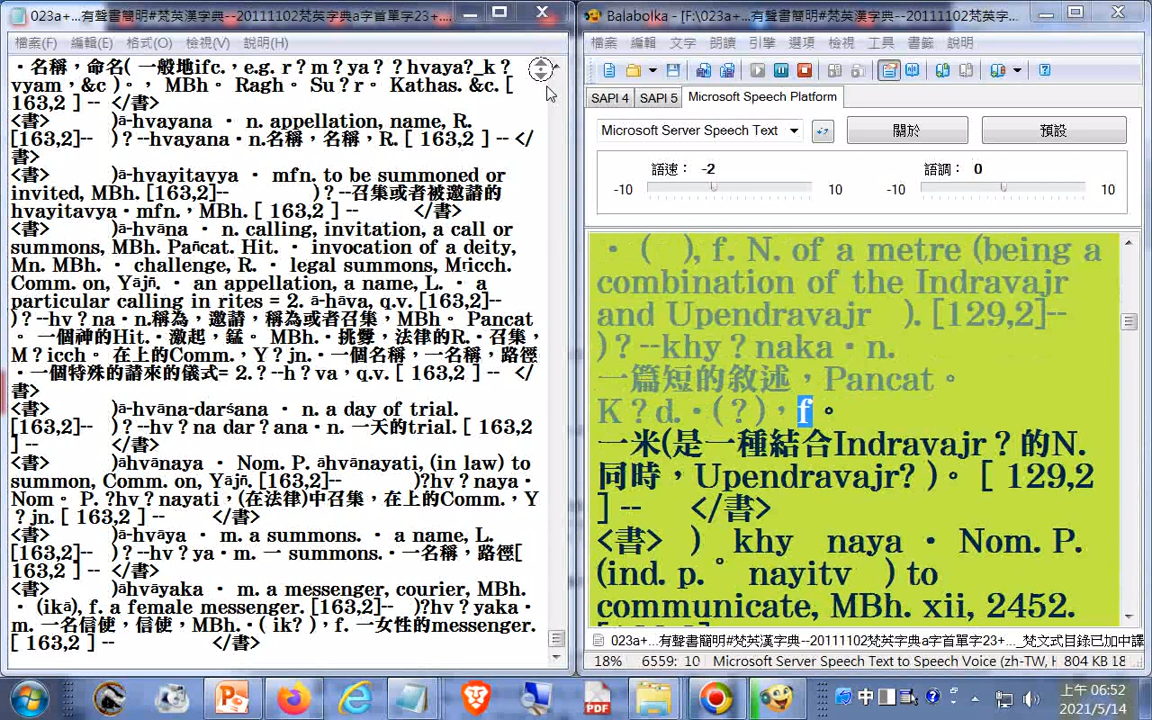 有聲書簡明#梵英漢字典--20111102梵英字典a字首單字23+...
檔案(F) 編輯(E) 格式(O) 檢視(V) 說明(H)
・名稱，命名( 一般地ifc.，e.g. r？m？ya？？hvaya?_k？
vyam，&c )。， MBh。Ragh。Su？r。Kathas. &c. [
163,2] -- </書>
<書> )ā-hvayana ・ n. appellation, name, R.
[163,2]-- )？--hvayana・n.名稱，名稱，R. [ 163,2 ] -- </
書>
<書> )ā-hvayitavya ・ mfn. to be summoned or
invited, MBh. [163,2]-- )？--召集或者被邀請的
hvayitavya・mfn.，MBh. [ 163,2 ] -- </書>
<書> )ā-hvāna ・ n. calling, invitation, a call or
summons, MBh. Pañcat. Hit. ・ invocation of a deity,
Mn. MBh. ・ challenge, R. ・ legal summons, Mṛicch.
Comm. on, Yājñ. ・ an appellation, a name, L. ・ a
particular calling in rites = 2. ā-hāva, q.v. [163,2]--
)？--hv？na・n.稱為，邀請，稱為或者召集，MBh。Pancat
。一個神的Hit.・激起，錳。 MBh.・挑釁，法律的R.・召集，
M？icch。 在上的Comm.，Y？jn.・一個名稱，一名稱，路徑
・一個特殊的請來的儀式= 2.？--h？va，q.v. [ 163,2 ] -- </
書>
<書> )ā-hvāna-darśana ・ n. a day of trial.
[163,2]-- )？--hv？na dar？ana・n. 一天的trial. [ 163,2
] -- </書>
<書> )āhvānaya ・ Nom. P. āhvānayati, (in law) to
summon, Comm. on, Yājñ. [163,2]-- )?hv？naya・
Nom。 P. ?hv？nayati，(在法律)中召集，在上的Comm.，Y
？jn. [ 163,2 ] -- </書>
<書> )ā-hvāya ・ m. a summons. ・ a name, L.
[163,2]-- )？--hv？ya・m. 一 summons.・一名稱，路徑[
163,2 ] -- </書>
<書> )āhvāyaka ・ m. a messenger, courier, MBh.
・ (ikā), f. a female messenger. [163,2]-- )?hv？yaka・
m. 一名信使，信使，MBh.・( ik? )，f. 一女性的messenger.
[ 163,2 ] -- </書>
Balabolka - [F:\023a+...有聲書簡明#梵英漢字典--20111102梵英字...
檔案 編輯 文字 朗讀 引擎 選項 檢視 工具 書籤 說明
SAPI 4 SAPI 5 Microsoft Speech Platform
Microsoft Server Speech Text 關於 預設
語速： -2 語調： 0
-10 10 -10 10
・ ( ), f. N. of a metre (being a
combination of the Indravajr
and Upendravajr ). [129,2]--
)？--khy？naka・n.
一篇短的敘述，Pancat。
K？d.・(？)，f。
一米(是一種結合Indravajr？的N.
同時，Upendravajr? )。[ 129,2
] -- </書>
<書> )゜khy naya ・ Nom. P.
(ind. p. ゜nayitv ) to
communicate, MBh. xii, 2452.
023a+...有聲書簡明#梵英漢字典--20111102梵英字典a字首單字23+..._梵文式目錄已加中譯
18% 6559: 10 Microsoft Server Speech Text to Speech Voice (zh-TW, H 804 KB 18
中
上午 06:52
2021/5/14